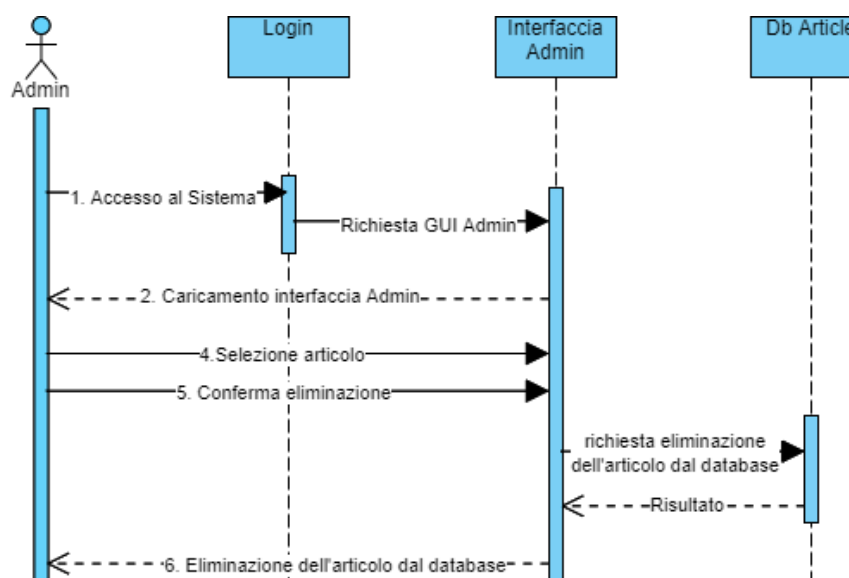 Login
Interfaccia
Admin
Db Article
Admin
1. Accesso al Sistema
Richiesta GUI Admin
2. Caricamento interfaccia Admin
4.Selezione articolo
5. Conferma eliminazione
richiesta eliminazione
dell'articolo dal database
Risultato
6. Eliminazione dell'articolo dal database